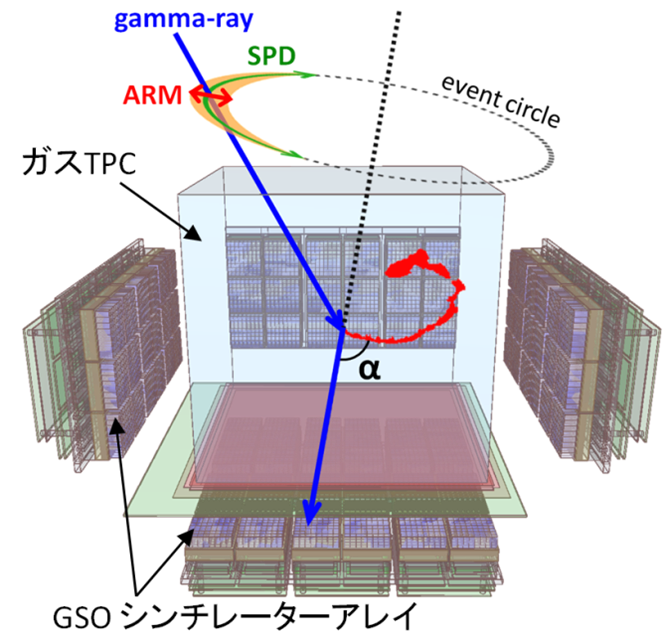 gamma-ray
SPD
ARM
event circle
ガスTPC
α
GSO シンチレーターアレイ